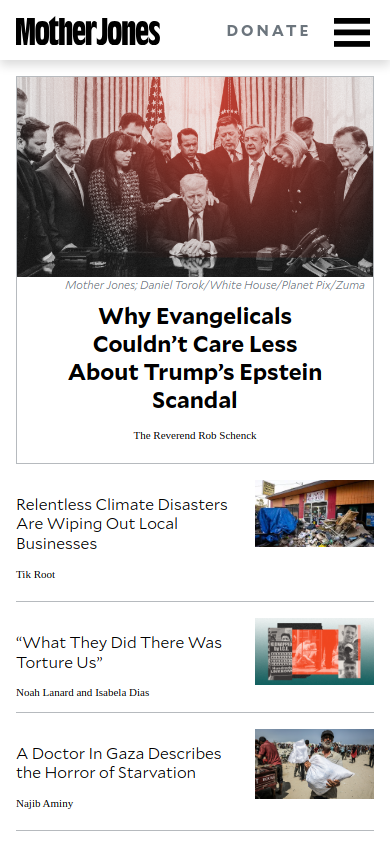 Mother Jones
DONATE
Mother Jones; Daniel Torok/White House/Planet Pix/Zuma
Why Evangelicals
Couldn’t Care Less
About Trump’s Epstein
Scandal
The Reverend Rob Schenck
Relentless Climate Disasters
Are Wiping Out Local
Businesses
Tik Root
“What They Did There Was
Torture Us”
Noah Lanard and Isabela Dias
A Doctor In Gaza Describes
the Horror of Starvation
Najib Aminy